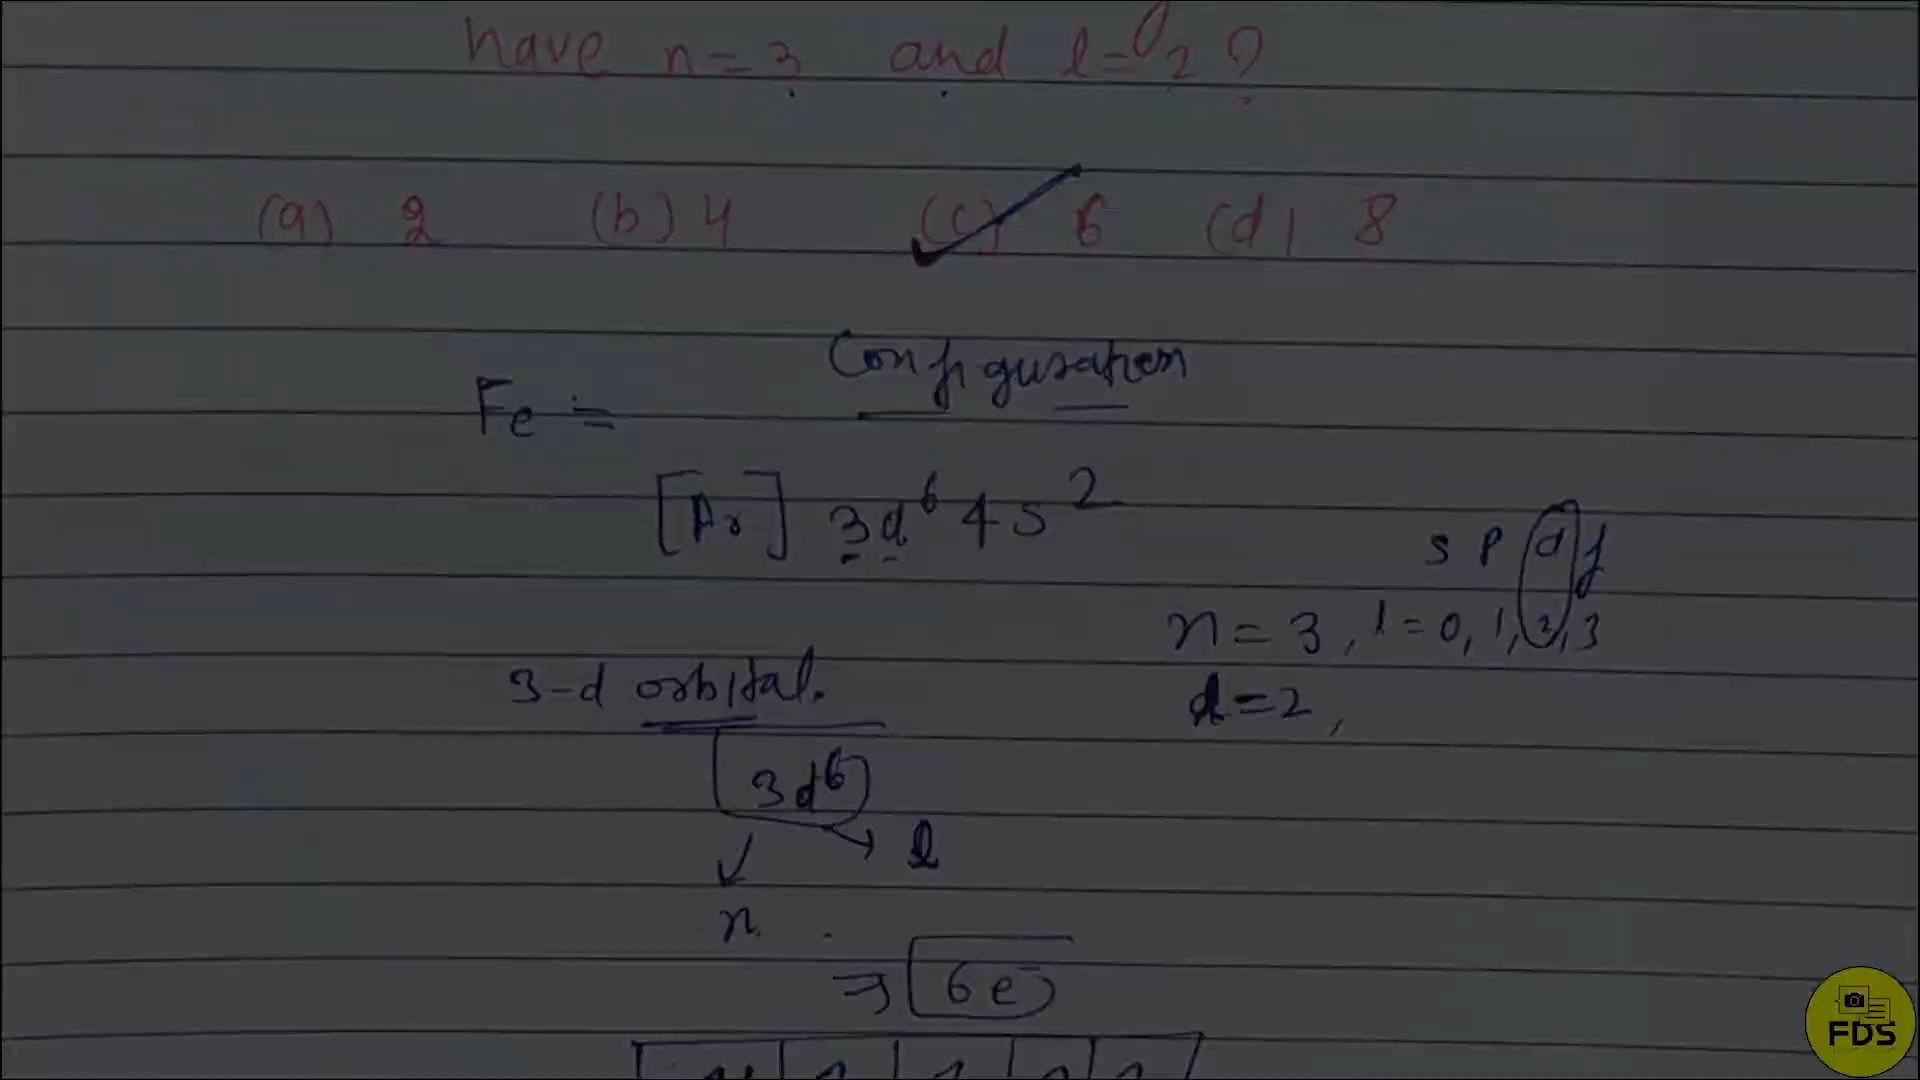 have n=3 and l=2?
(a) 2 (b) 4 (c) 6 (d) 8
Configuration
Fe =
[Ar] 3d⁶ 4s²
s p d f
n = 3, l = 0, 1, 2, 3
3-d orbital.
d = 2,
3d⁶
l
n
⇒ 6e⁻
FDS